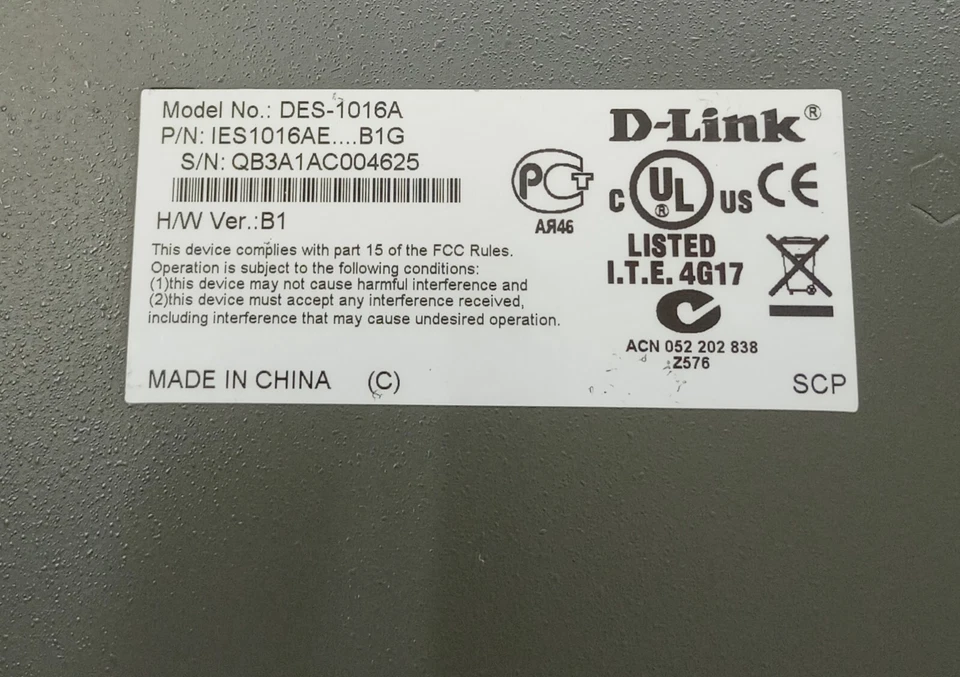 Model No.: DES-1016A
P/N: IES1016AE....B1G
S/N: QB3A1AC004625
H/W Ver.:B1
This device complies with part 15 of the FCC Rules.
Operation is subject to the following conditions:
(1)this device may not cause harmful interference and
(2)this device must accept any interference received,
including interference that may cause undesired operation.
MADE IN CHINA (C)
D-Link®
РСТ
АЯ46
C UL® US CE
LISTED
I.T.E. 4G17
ACN 052 202 838
Z576
SCP